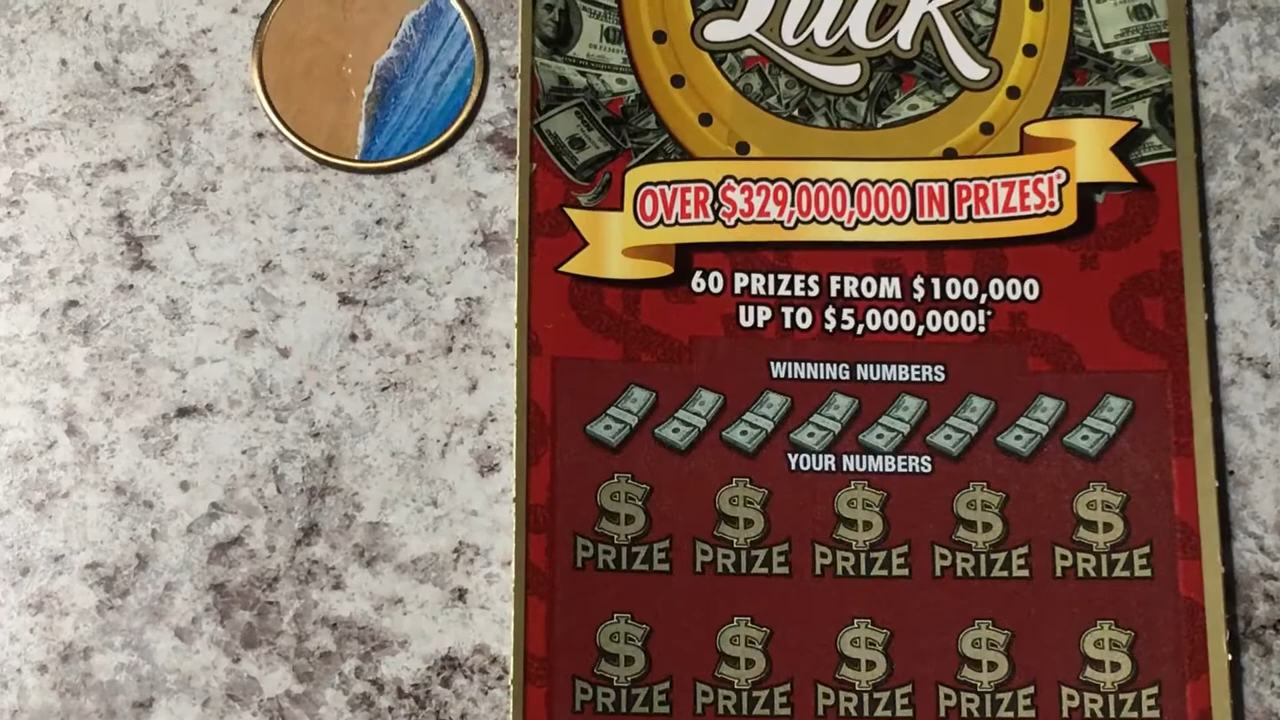 Luck
OVER $329,000,000 IN PRIZES!*
60 PRIZES FROM $100,000
UP TO $5,000,000!*
WINNING NUMBERS
YOUR NUMBERS
$ $ $ $ $
PRIZE PRIZE PRIZE PRIZE PRIZE
$ $ $ $ $
PRIZE PRIZE PRIZE PRIZE PRIZE